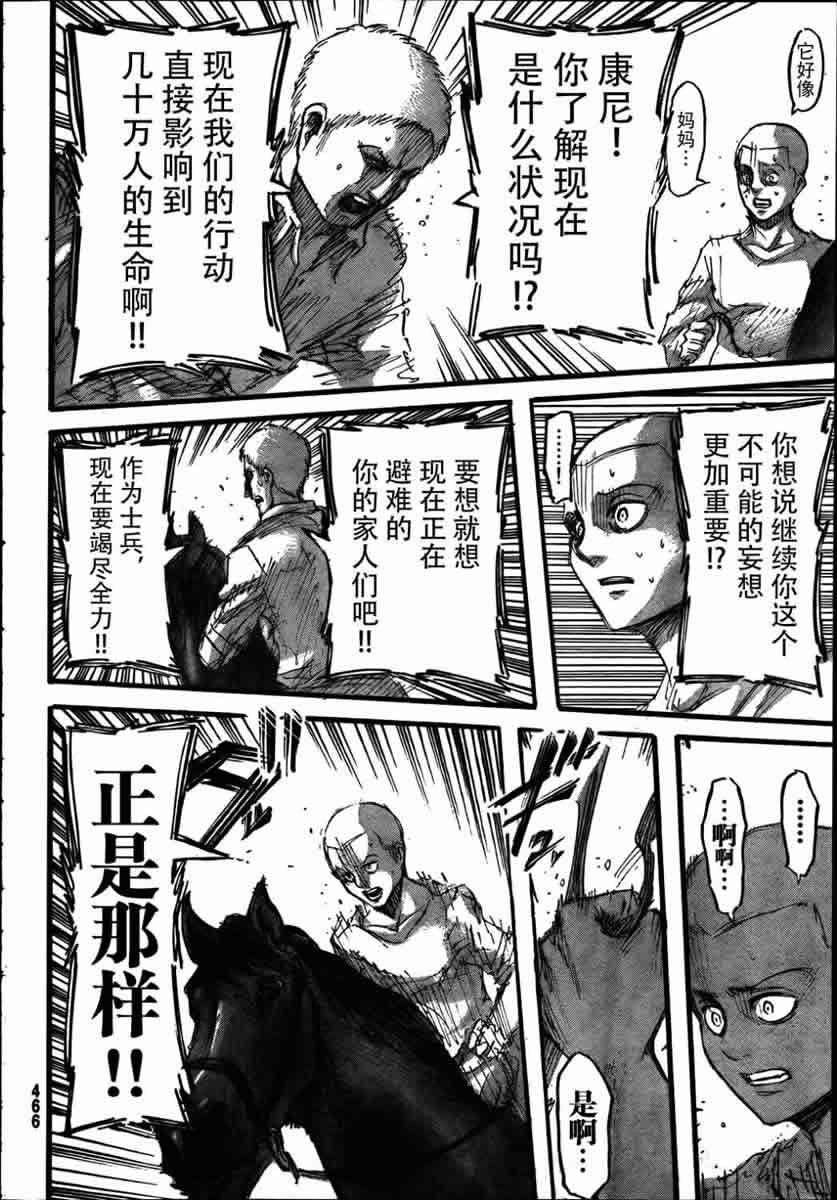 它好像
妈妈…
康尼！
你了解现在
是什么状况吗!?
现在我们的行动
直接影响到
几十万人的生命啊!!
你想说继续你这个
不可能的妄想
更加重要!?
……
要想就想
现在正在
避难的
你的家人们吧!!
作为士兵,
现在要竭尽全力!!
……
…啊啊…
是啊…
正是那样!!
466